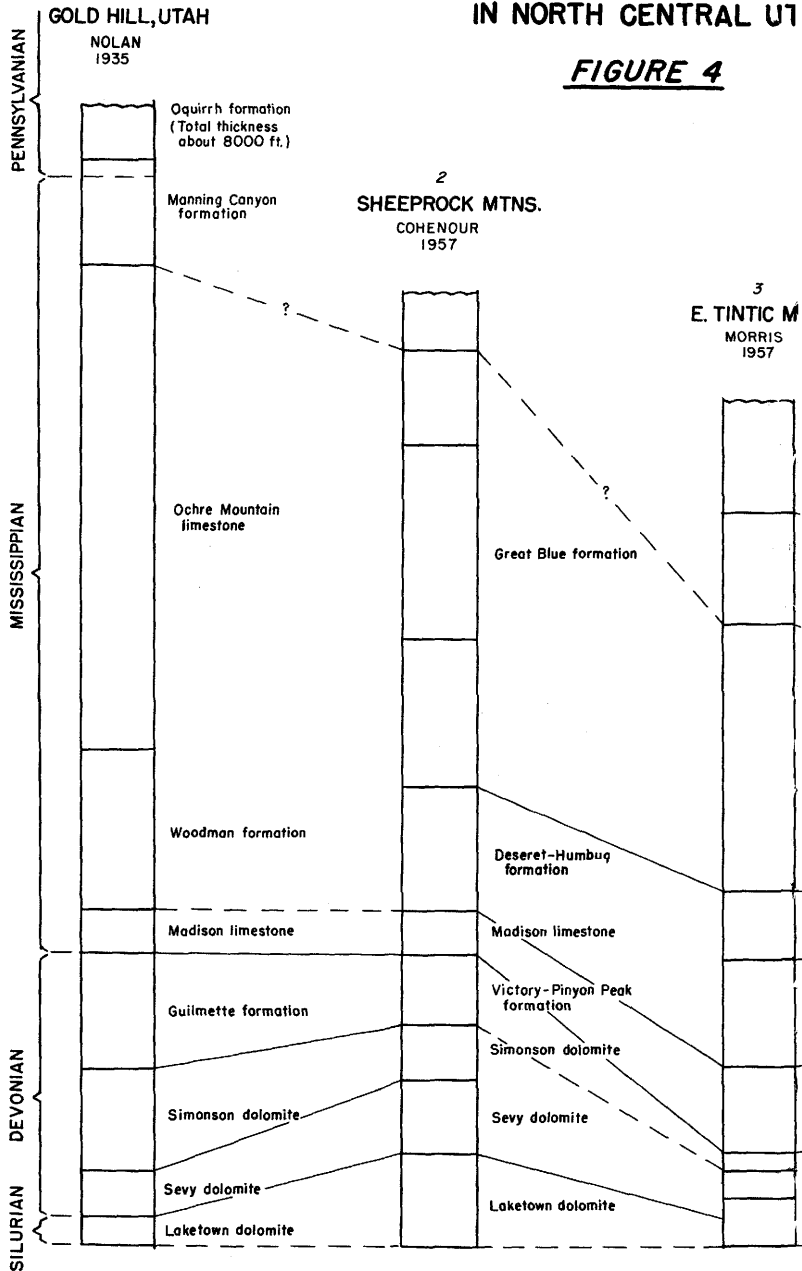 IN NORTH CENTRAL UT
FIGURE 4
GOLD HILL, UTAH
NOLAN
1935
PENNSYLVANIAN
Oquirrh formation
(Total thickness
about 8000 ft.)
Manning Canyon
formation
MISSISSIPPIAN
Ochre Mountain
limestone
Woodman formation
Madison limestone
DEVONIAN
Guilmette formation
Simonson dolomite
Sevy dolomite
SILURIAN
Laketown dolomite
?
2
SHEEPROCK MTNS.
COHENOUR
1957
?
Great Blue formation
Deseret-Humbug
formation
Madison limestone
Victory-Pinyon Peak
formation
Simonson dolomite
Sevy dolomite
Laketown dolomite
3
E. TINTIC M
MORRIS
1957